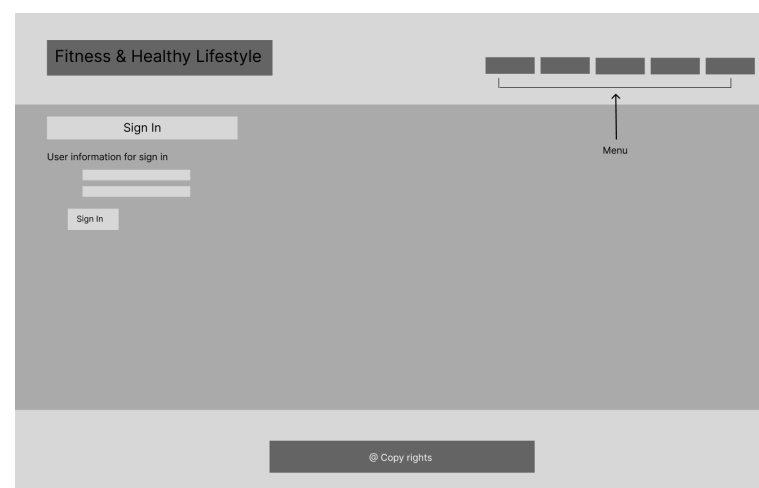 Fitness & Healthy Lifestyle
Menu
Sign In
User information for sign in
Sign In
@ Copy rights